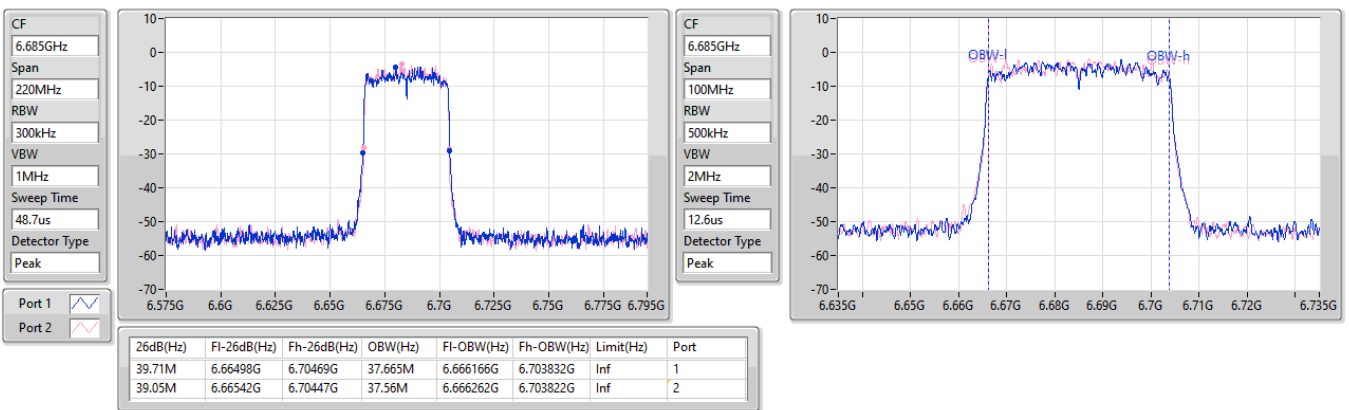 CF
6.685GHz
Span
220MHz
RBW
300kHz
VBW
1MHz
Sweep Time
48.7us
Detector Type
Peak
Port 1
Port 2
10
0
-10
-20
-30
-40
-50
-60
-70
6.575G 6.6G 6.625G 6.65G 6.675G 6.7G 6.725G 6.75G 6.775G 6.795G
CF
6.685GHz
Span
100MHz
RBW
500kHz
VBW
2MHz
Sweep Time
12.6us
Detector Type
Peak
10
0
-10
-20
-30
-40
-50
-60
-70
OBW-l OBW-h
6.635G 6.65G 6.66G 6.67G 6.68G 6.69G 6.7G 6.71G 6.72G 6.735G
26dB(Hz) Fl-26dB(Hz) Fh-26dB(Hz) OBW(Hz) Fl-OBW(Hz) Fh-OBW(Hz) Limit(Hz) Port
39.71M 6.66498G 6.70469G 37.665M 6.666166G 6.703832G Inf 1
39.05M 6.66542G 6.70447G 37.56M 6.666262G 6.703822G Inf 2